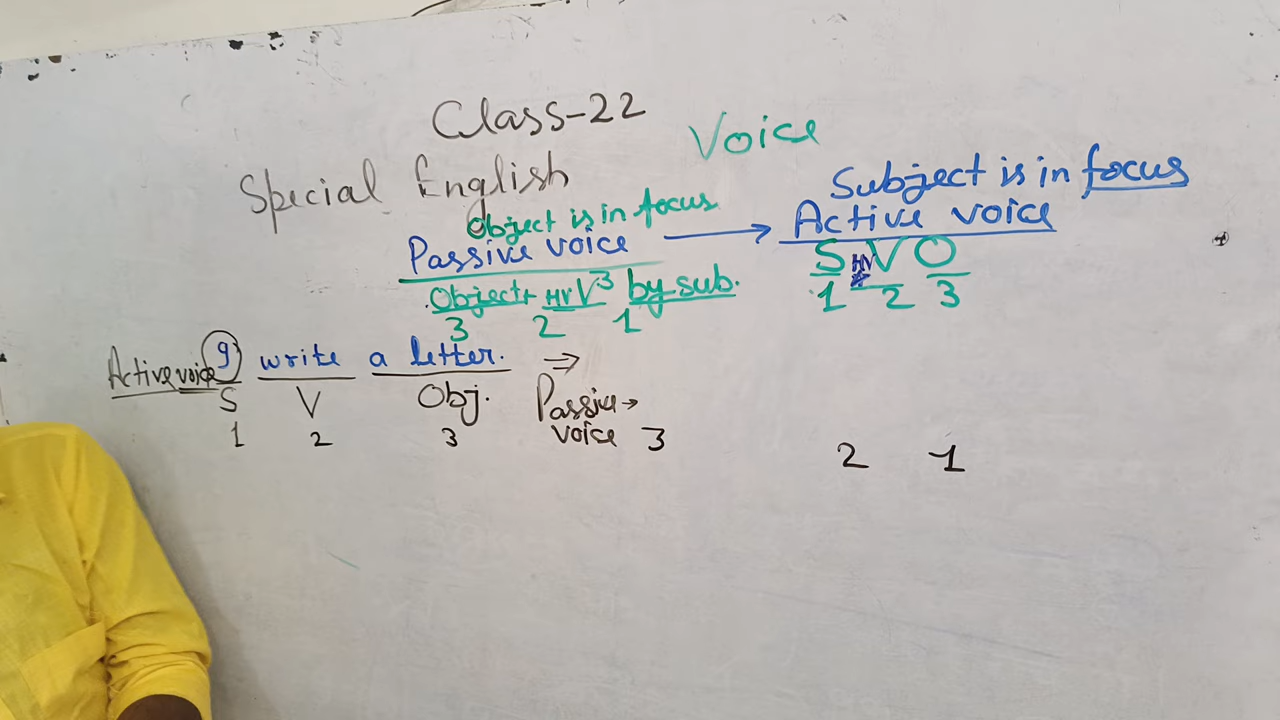 Class-22
Voice
Special English
Subject is in focus
Object is in focus
Active voice
Passive voice
S HV V O
1 2 3
Object + HV V³ by sub.
3 2 1
Active voice I write a letter.
S V Obj.
1 2 3
Passive
voice 3 2 1